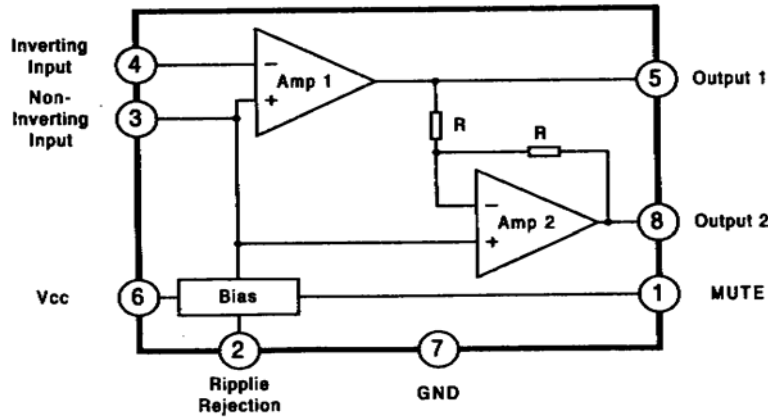 Inverting
Input
4
−
Amp 1
+
5
Output 1
Non-
Inverting
Input
3
R
R
−
Amp 2
+
8
Output 2
Vcc
6
Bias
1
MUTE
2
Ripplie
Rejection
7
GND